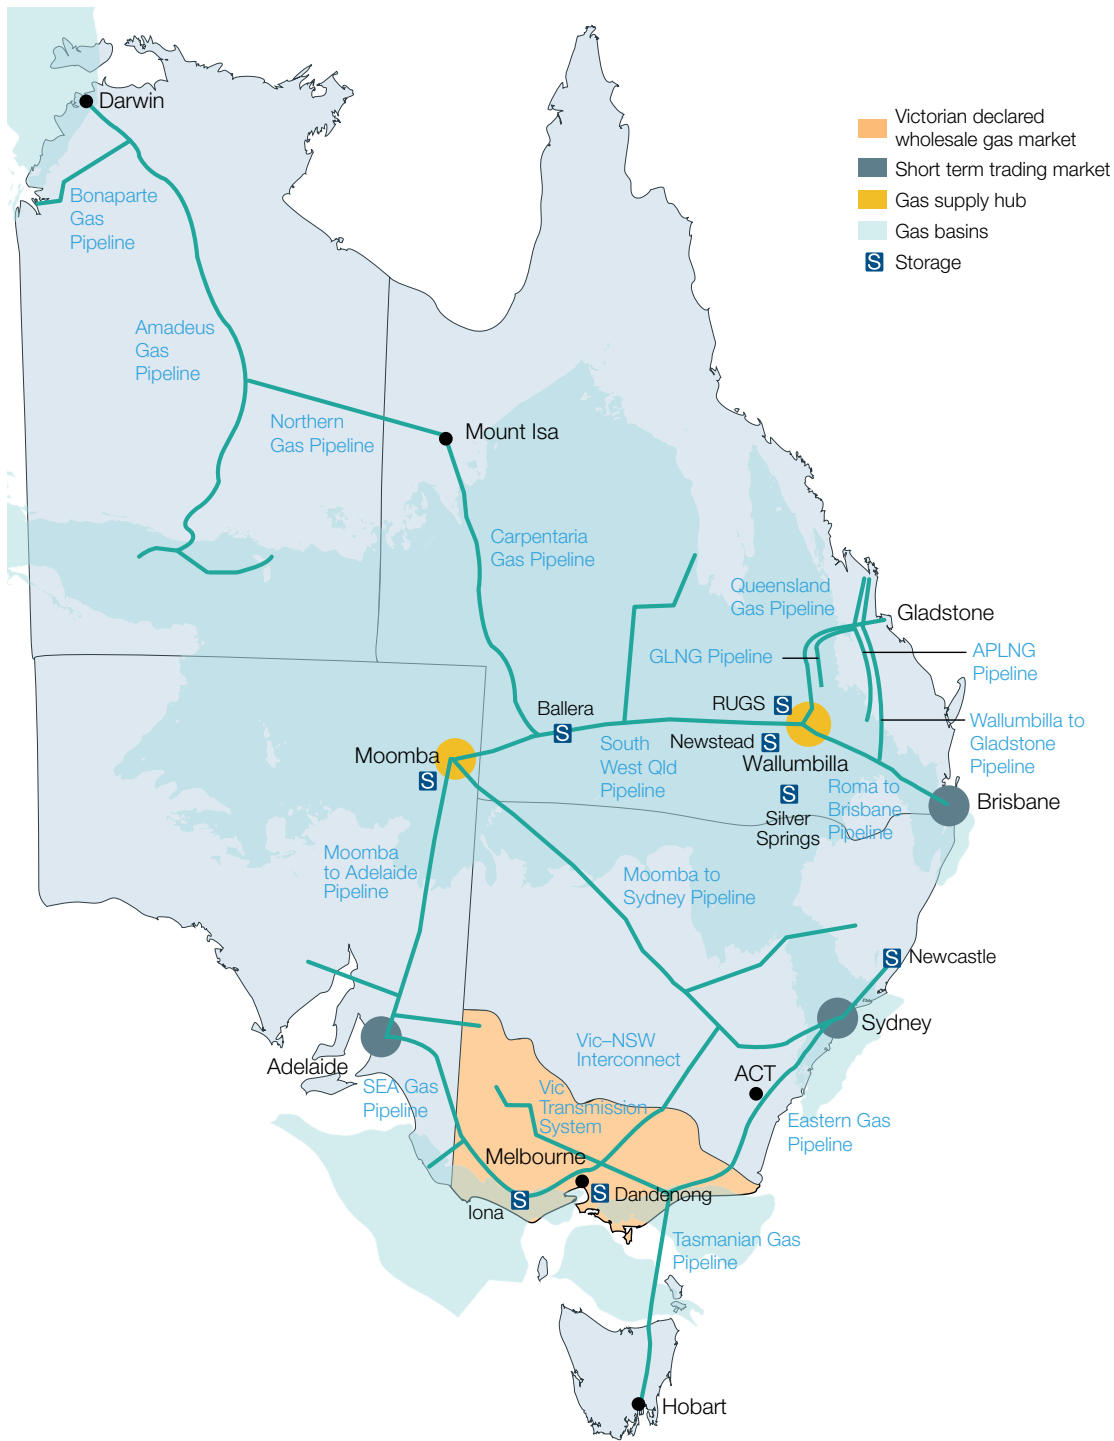 Darwin
Victorian declared
wholesale gas market
Short term trading market
Gas supply hub
Gas basins
S Storage
Bonaparte
Gas
Pipeline
Amadeus
Gas
Pipeline
Northern
Gas Pipeline
Mount Isa
Carpentaria
Gas Pipeline
Queensland
Gas Pipeline
Gladstone
GLNG Pipeline
APLNG
Pipeline
RUGS S
Ballera
S
Newstead S
Wallumbilla
Wallumbilla to
Gladstone
Pipeline
South
West Qld
Pipeline
Moomba
S
S
Silver
Springs
Roma to
Brisbane
Pipeline
Brisbane
Moomba
to Adelaide
Pipeline
Moomba to
Sydney Pipeline
S Newcastle
Sydney
Adelaide
Vic–NSW
Interconnect
ACT
SEA Gas
Pipeline
Vic
Transmission
System
Eastern Gas
Pipeline
Melbourne
S Dandenong
S
Iona
Tasmanian Gas
Pipeline
Hobart